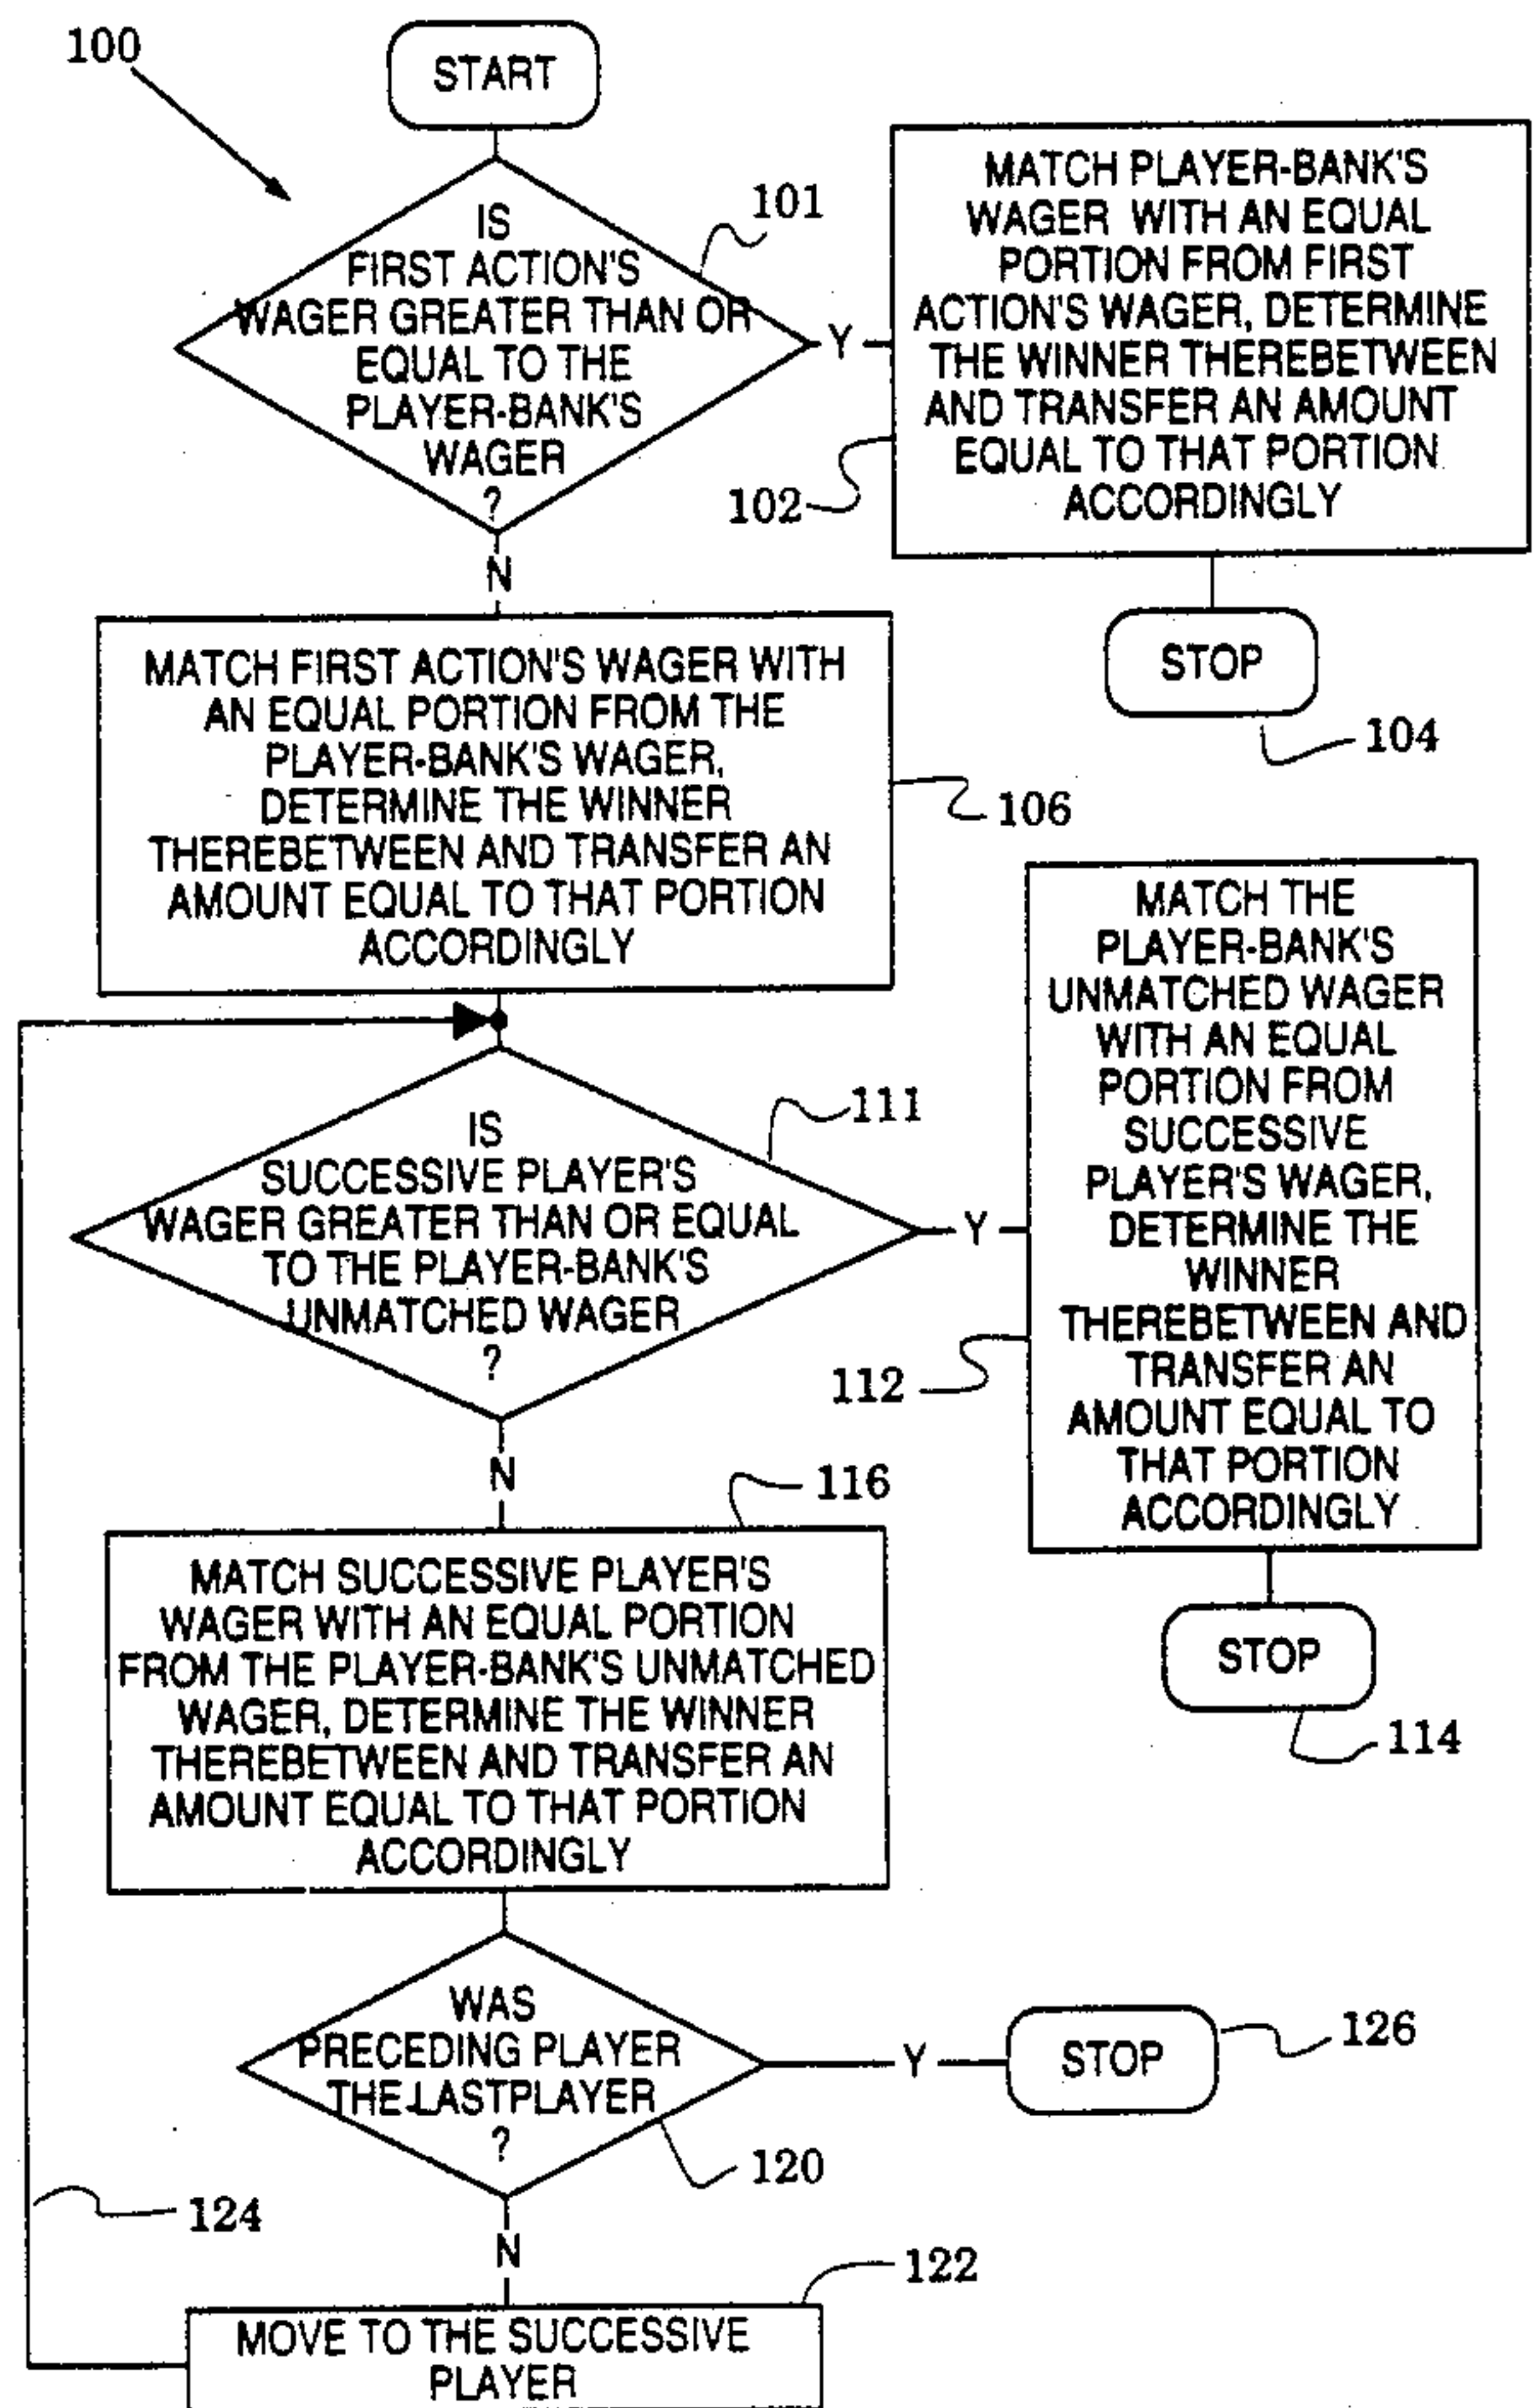 100
START
101
IS
FIRST ACTION'S
WAGER GREATER THAN OR
EQUAL TO THE
PLAYER-BANK'S
WAGER
?
Y
N
MATCH PLAYER-BANK'S
WAGER WITH AN EQUAL
PORTION FROM FIRST
ACTION'S WAGER, DETERMINE
THE WINNER THEREBETWEEN
AND TRANSFER AN AMOUNT
EQUAL TO THAT PORTION
ACCORDINGLY
102
STOP
104
MATCH FIRST ACTION'S WAGER WITH
AN EQUAL PORTION FROM THE
PLAYER-BANK'S WAGER,
DETERMINE THE WINNER
THEREBETWEEN AND TRANSFER AN
AMOUNT EQUAL TO THAT PORTION
ACCORDINGLY
106
IS
SUCCESSIVE PLAYER'S
WAGER GREATER THAN OR EQUAL
TO THE PLAYER-BANK'S
UNMATCHED WAGER
?
111
Y
N
MATCH THE
PLAYER-BANK'S
UNMATCHED WAGER
WITH AN EQUAL
PORTION FROM
SUCCESSIVE
PLAYER'S WAGER,
DETERMINE THE
WINNER
THEREBETWEEN AND
TRANSFER AN
AMOUNT EQUAL TO
THAT PORTION
ACCORDINGLY
112
STOP
114
116
MATCH SUCCESSIVE PLAYER'S
WAGER WITH AN EQUAL PORTION
FROM THE PLAYER-BANK'S UNMATCHED
WAGER, DETERMINE THE WINNER
THEREBETWEEN AND TRANSFER AN
AMOUNT EQUAL TO THAT PORTION
ACCORDINGLY
WAS
PRECEDING PLAYER
THE LASTPLAYER
?
120
Y
STOP
126
N
124
122
MOVE TO THE SUCCESSIVE
PLAYER